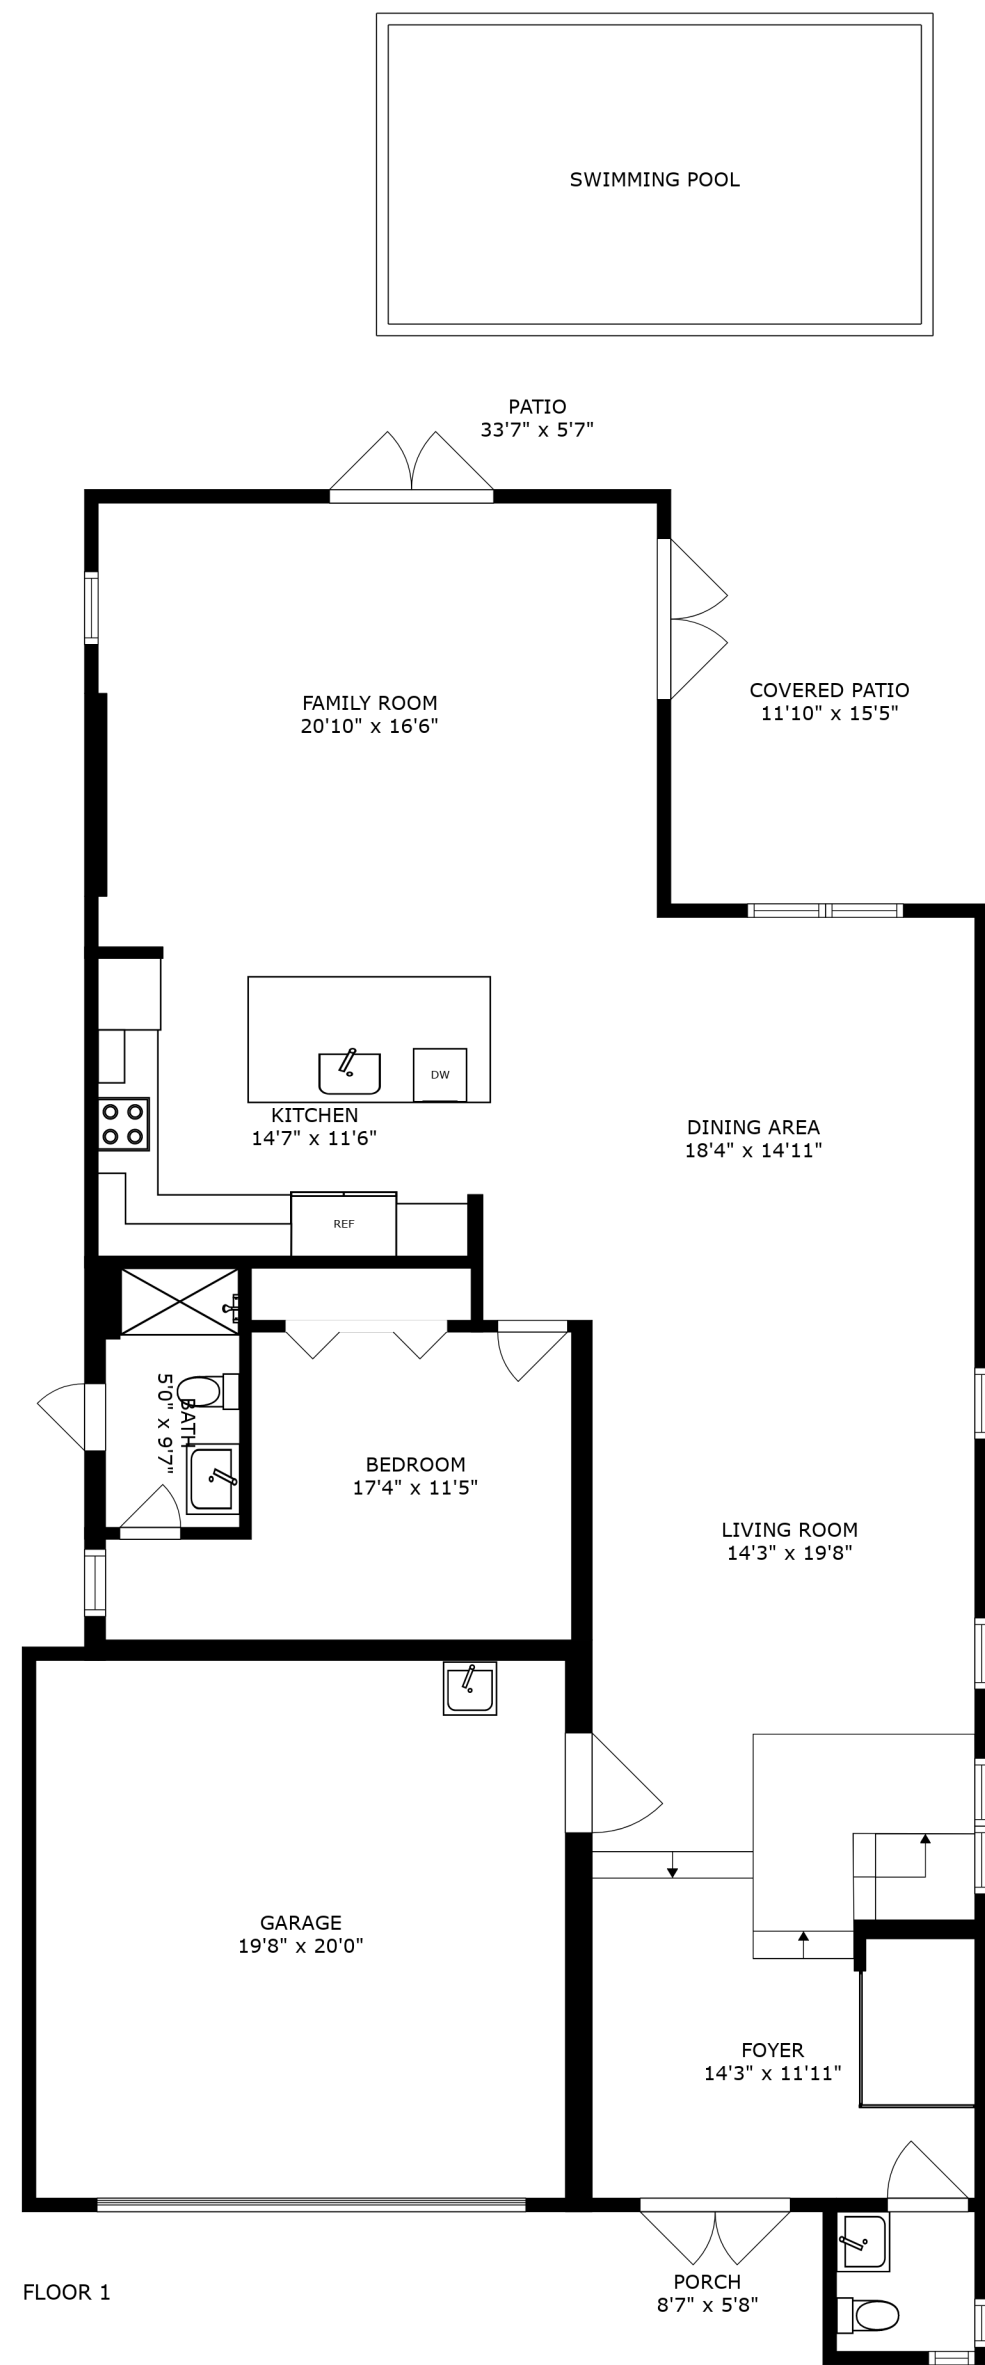 SWIMMING POOL
PATIO
33'7" x 5'7"
FAMILY ROOM
20'10" x 16'6"
COVERED PATIO
11'10" x 15'5"
DW
KITCHEN
14'7" x 11'6"
DINING AREA
18'4" x 14'11"
REF
BATH
5'0" x 9'7"
BEDROOM
17'4" x 11'5"
LIVING ROOM
14'3" x 19'8"
GARAGE
19'8" x 20'0"
FOYER
14'3" x 11'11"
PORCH
8'7" x 5'8"
FLOOR 1